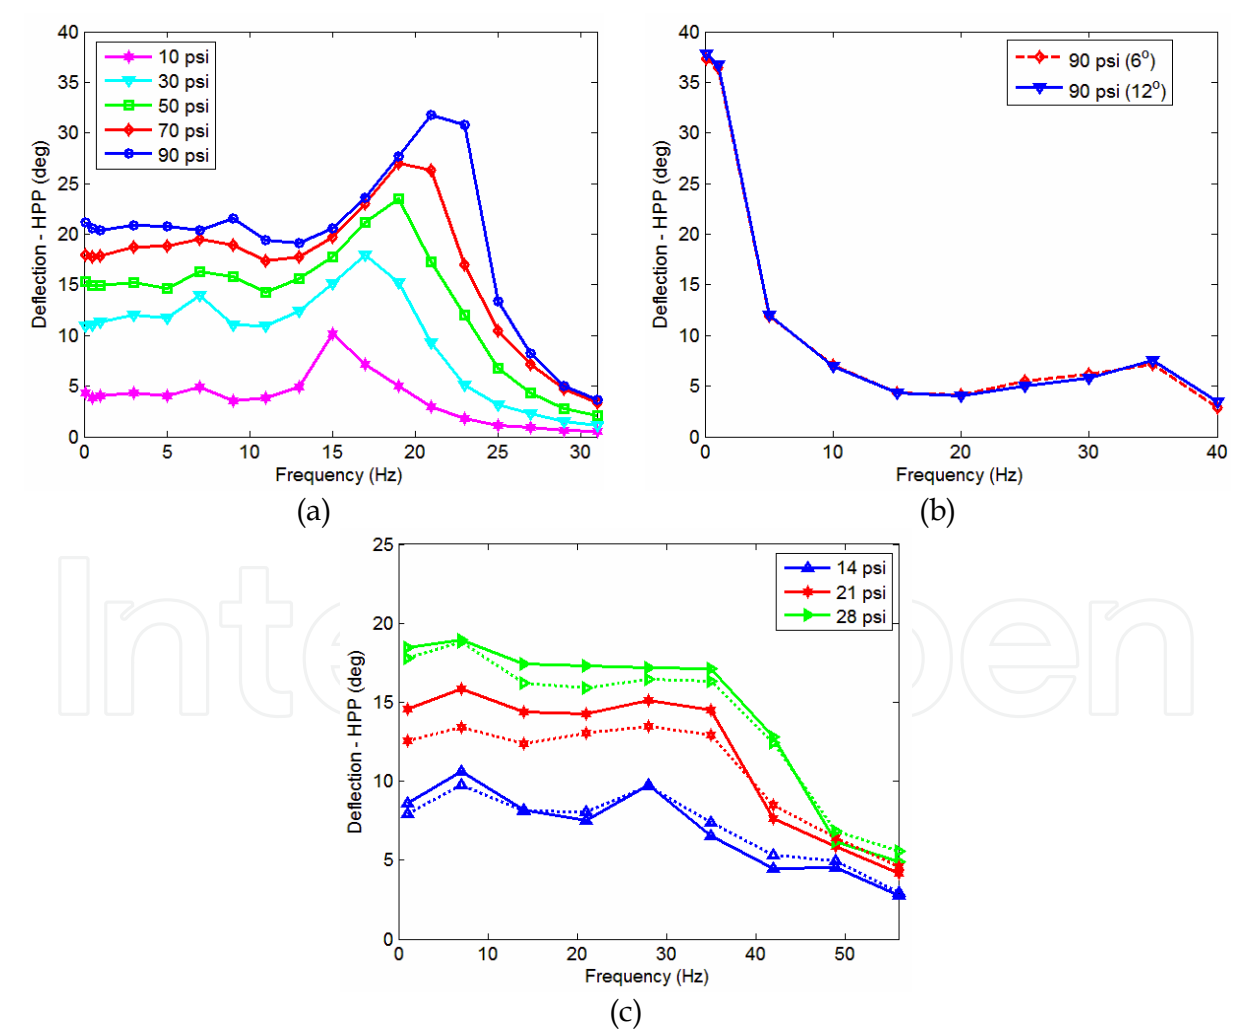 40
35
30
25
20
15
10
5
0
Deflection - HPP (deg)
10 psi
30 psi
50 psi
70 psi
90 psi
0 5 10 15 20 25 30
Frequency (Hz)
(a)
40
35
30
25
20
15
10
5
0
Deflection - HPP (deg)
90 psi (6°)
90 psi (12°)
0 10 20 30 40
Frequency (Hz)
(b)
25
20
15
10
5
0
Deflection - HPP (deg)
14 psi
21 psi
28 psi
0 10 20 30 40 50
Frequency (Hz)
(c)